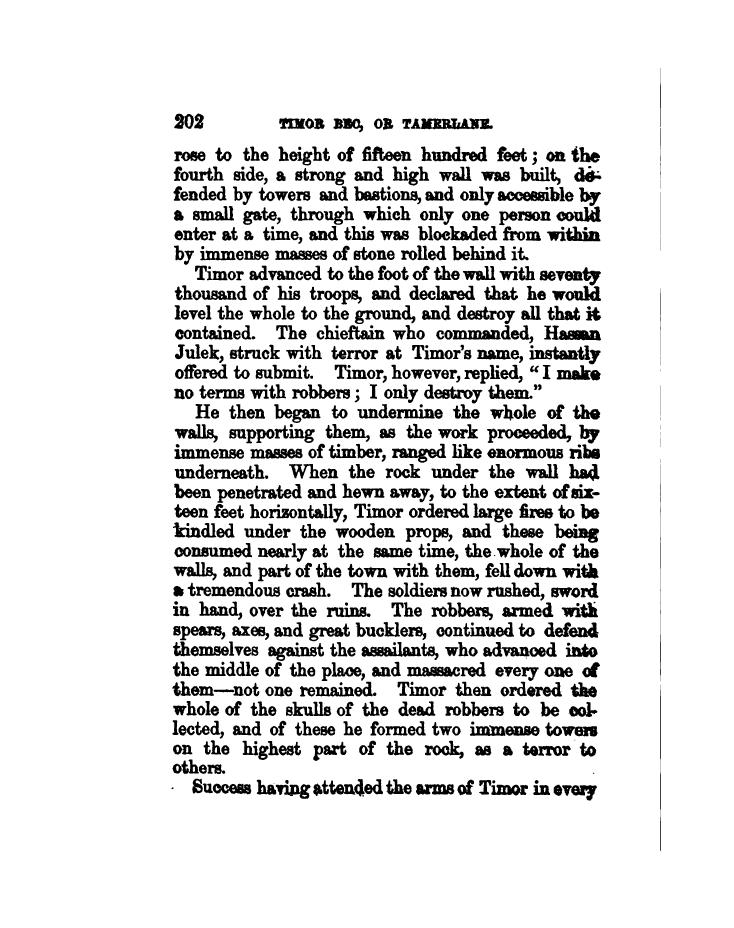 202 TIMOR BEC, OR TAMERLANE.
rose to the height of fifteen hundred feet; on the
fourth side, a strong and high wall was built, de-
fended by towers and bastions, and only accessible by
a small gate, through which only one person could
enter at a time, and this was blockaded from within
by immense masses of stone rolled behind it.
Timor advanced to the foot of the wall with seventy
thousand of his troops, and declared that he would
level the whole to the ground, and destroy all that it
contained. The chieftain who commanded, Hassan
Julek, struck with terror at Timor's name, instantly
offered to submit. Timor, however, replied, "I make
no terms with robbers; I only destroy them."
He then began to undermine the whole of the
walls, supporting them, as the work proceeded, by
immense masses of timber, ranged like enormous ribs
underneath. When the rock under the wall had
been penetrated and hewn away, to the extent of six-
teen feet horizontally, Timor ordered large fires to be
kindled under the wooden props, and these being
consumed nearly at the same time, the whole of the
walls, and part of the town with them, fell down with
a tremendous crash. The soldiers now rushed, sword
in hand, over the ruins. The robbers, armed with
spears, axes, and great bucklers, continued to defend
themselves against the assailants, who advanced into
the middle of the place, and massacred every one of
them—not one remained. Timor then ordered the
whole of the skulls of the dead robbers to be col-
lected, and of these he formed two immense towers
on the highest part of the rock, as a terror to
others.
Success having attended the arms of Timor in every